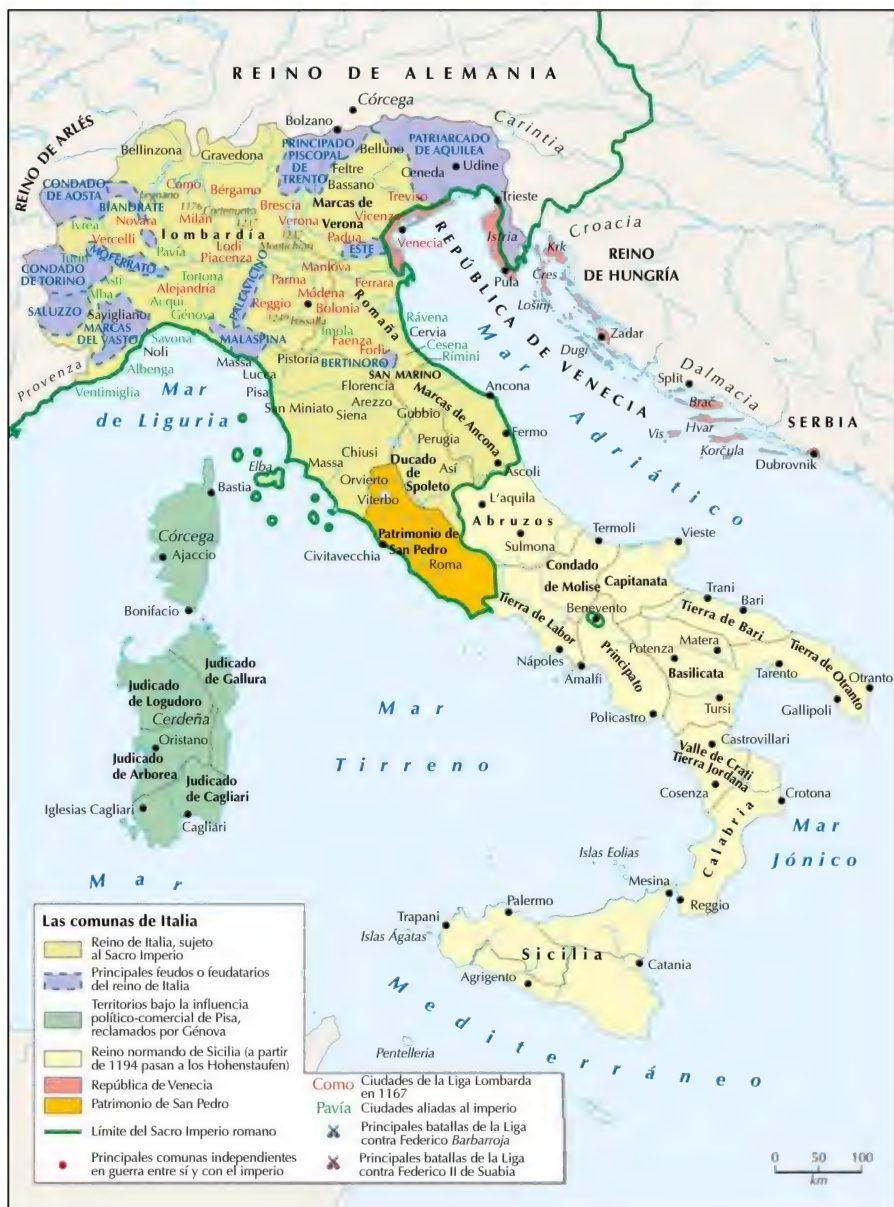 REINO DE ALEMANIA
Córcega
Bolzano
Carintia
REINO DE ARLÉS
Bellinzona
Gravedona
PRINCIPADO
PISCOPAL
DE
TRENTO
Belluno
PATRIARCADO
DE AQUILEA
Feltre
Ceneda
Udine
Bassano
CONDADO
DE AOSTA
Como
Bérgamo
Legnano
1176
Cortenuova
1237
BIANDRATE
Brescia
Marcas de
Verona
Treviso
Trieste
Ivrea
Novara
Milán
Verona
Vicenza
Croacia
Vercelli
lombardía
Lodi
Padua
Venecia
Istria
Krk
REINO
DE HUNGRÍA
Turín
MOFERRATO
Pavía
Piacenza
Montichiari
ESTE
REPÚBLICA DE VENECIA
Pula
Cres
CONDADO
DE TORINO
Asti
Tortona
PALLAVICINO
Mantova
Lošinj
Alba
Alejandría
Parma
Ferrara
SALUZZO
Savigliano
Acqui
Reggio
Módena
Romaña
Zadar
MARCAS
DEL VASTO
Génova
1249
Fossalta
Bolonia
Rávena
Dugi
Savona
MALASPINA
Imola
Cervia
Noli
Faenza
Cesena
Dalmacia
Provenza
Albenga
Massa
Pistoria
Forlí
Rímini
Split
Ventimiglia
Lucca
BERTINORO
SAN MARINO
Brač
Mar
de Liguria
Pisa
Florencia
Marcas de Ancona
Ancona
SERBIA
San Miniato
Arezzo
Vis
Hvar
Siena
Gubbio
Fermo
Korčula
Perugia
Dubrovnik
Mar Adriático
Elba
Massa
Chiusi
Ducado
de
Spoleto
Así
Ascoli
Bastia
Orvierto
L'aquila
Viterbo
Abruzos
Córcega
Termoli
Vieste
Ajaccio
Civitavecchia
Patrimonio de
San Pedro
Sulmona
Roma
Condado
de Molise
Capitanata
Bonifacio
Tierra de Labor
Benevento
Trani
Bari
Tierra de Bari
Judicado
de Gallura
Nápoles
Principato
Potenza
Matera
Tierra de Otranto
Judicado
de Logudoro
Amalfi
Basilicata
Tarento
Otranto
Cerdeña
Mar
Tirreno
Policastro
Tursi
Gallipoli
Oristano
Castrovillari
Judicado
de Arborea
Valle de Crati
Tierra Jordana
Judicado
de Cagliari
Cosenza
Crotona
Iglesias Cagliari
Cagliari
Calabria
Mar
Jónico
Islas Eolias
Mar
Mediterráneo
Mesina
Reggio
Palermo
Trapani
Islas Ágatas
Sicilia
Catania
Agrigento
Pentelleria
Las comunas de Italia
Reino de Italia, sujeto
al Sacro Imperio
Principales feudos o feudatarios
del reino de Italia
Territorios bajo la influencia
político-comercial de Pisa,
reclamados por Génova
Reino normando de Sicilia (a partir
de 1194 pasan a los Hohenstaufen)
República de Venecia
Patrimonio de San Pedro
Límite del Sacro Imperio romano
Principales comunas independientes
en guerra entre sí y con el imperio
Como Ciudades de la Liga Lombarda
en 1167
Pavía Ciudades aliadas al imperio
Principales batallas de la Liga
contra Federico Barbarroja
Principales batallas de la Liga
contra Federico II de Suabia
0 50 100
km